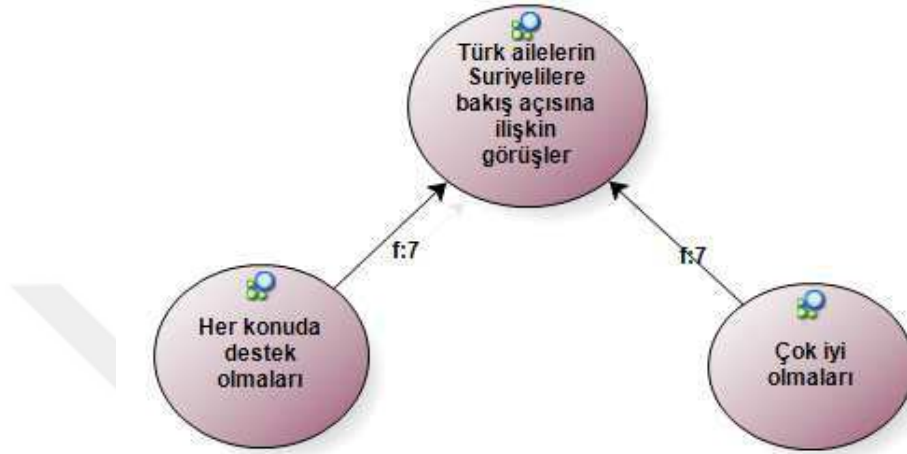 Türk ailelerin
Suriyelilere
bakış açısına
ilişkin
görüşler
f:7
f:7
Her konuda
destek
olmaları
Çok iyi
olmaları